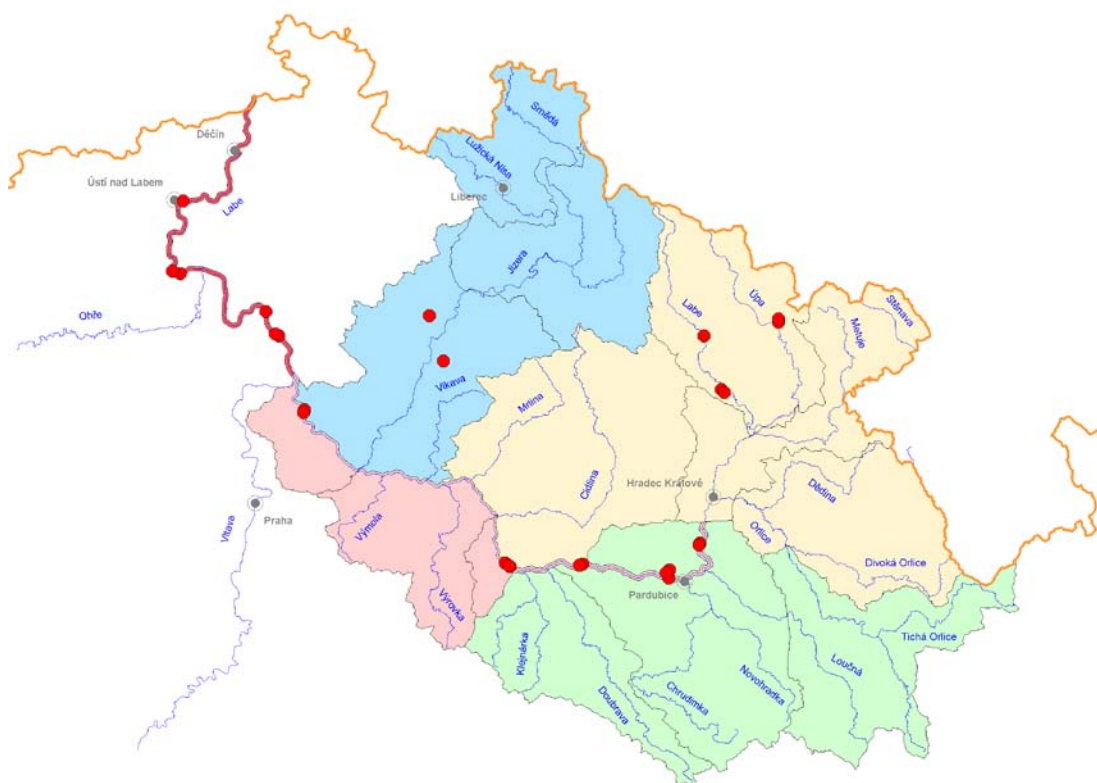 Děčín
Ústí nad Labem
Labe
Ohře
Praha
Vltava
Smědá
Lužická Nisa
Liberec
Jizera
Vlkava
Mrlina
Cidlina
Labe
Úpa
Metuje
Stěnava
Hradec Králové
Dědina
Orlice
Divoká Orlice
Tichá Orlice
Výmola
Výrovka
Pardubice
Klejnárka
Doubrava
Chrudimka
Novohradka
Loučná